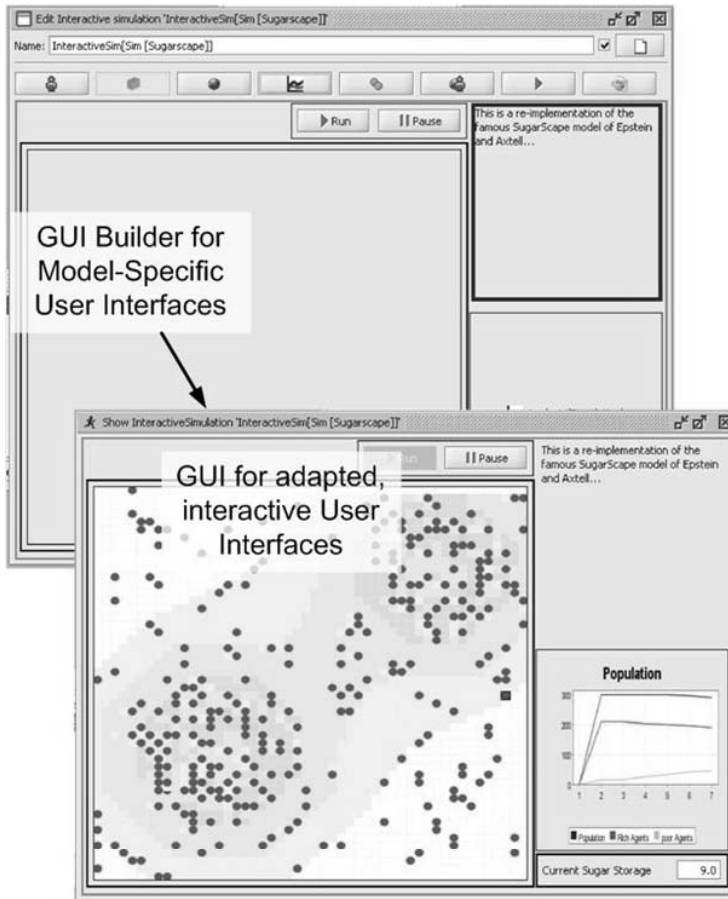 Edit Interactive simulation 'InteractiveSim[Sim [Sugarscape]]'
Name: InteractiveSim[Sim [Sugarscape]]
Run
Pause
This is a re-implementation of the
famous SugarScape model of Epstein
and Axtell...
GUI Builder for
Model-Specific
User Interfaces
Show InteractiveSimulation 'InteractiveSim[Sim [Sugarscape]]'
Run
Pause
This is a re-implementation of the
famous SugarScape model of Epstein
and Axtell...
GUI for adapted,
interactive User
Interfaces
Population
300
200
100
0
1 2 3 4 5 6 7
Population Rich Agents poor Agents
Current Sugar Storage 9.0